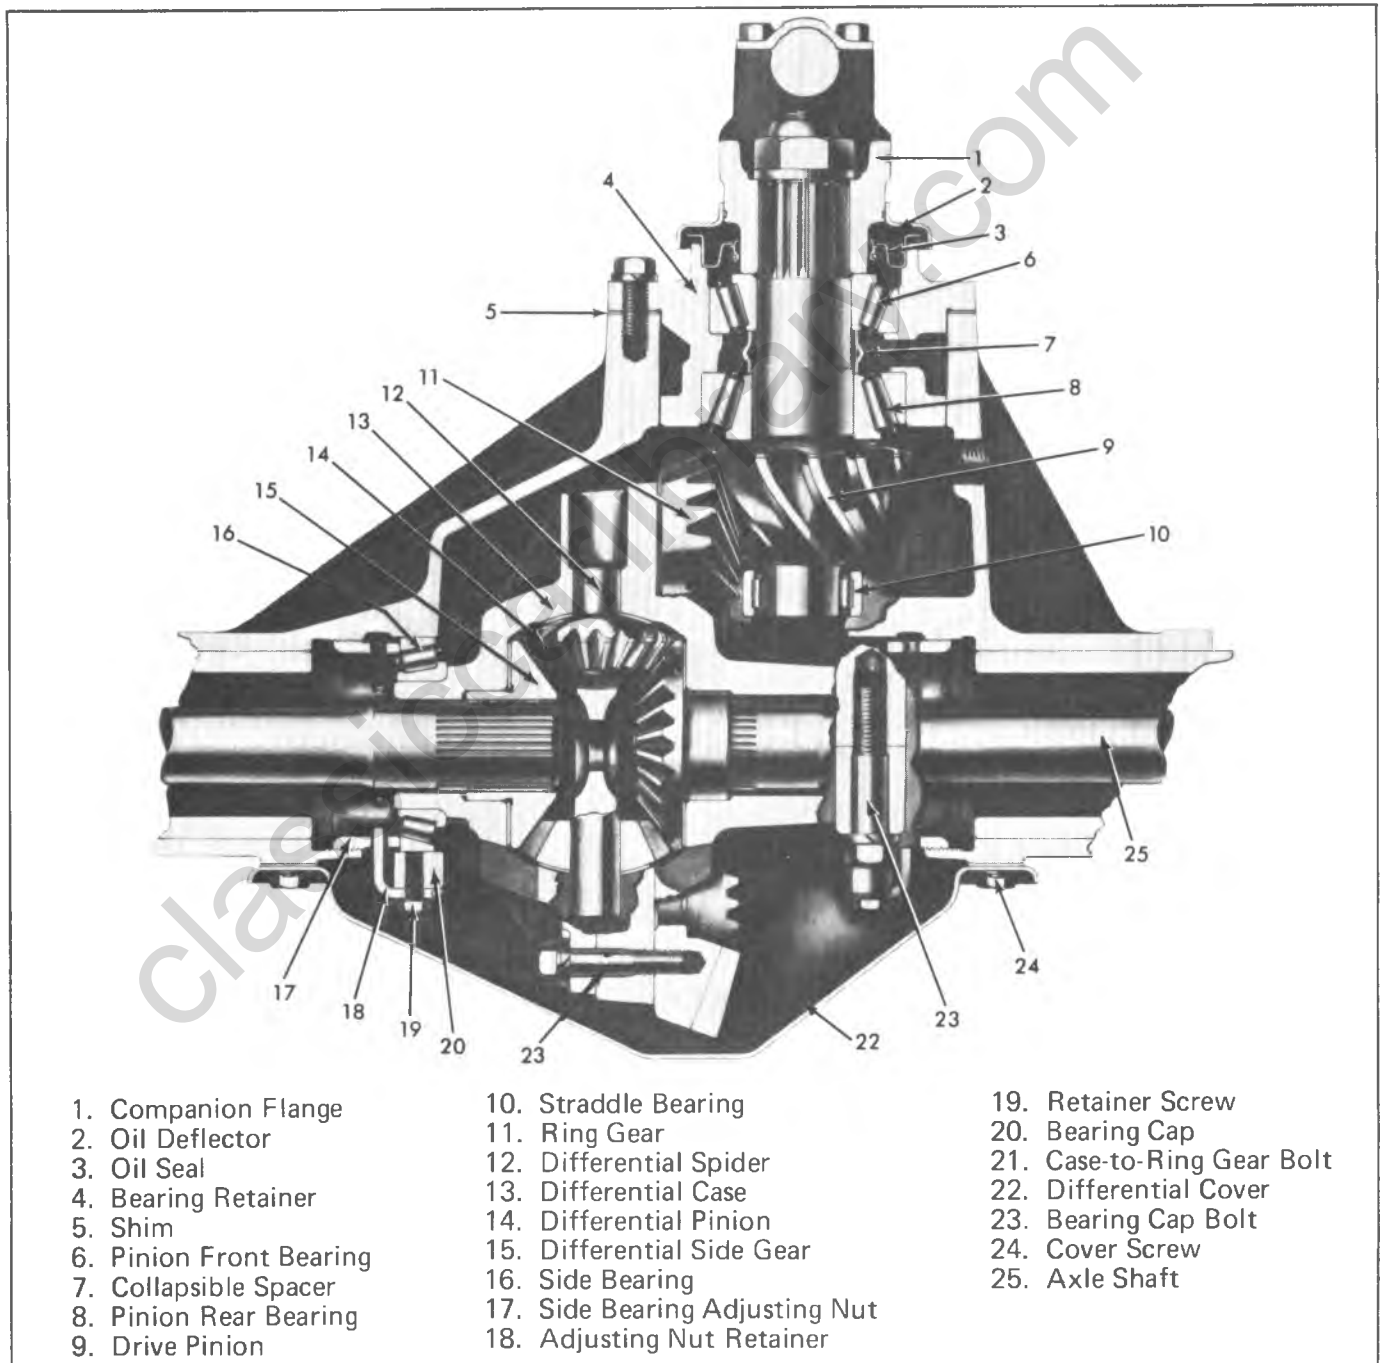 1
2
3
4
5
6
7
8
9
10
11
12
13
14
15
16
17
18
19
20
23
22
23
24
25
classiccardiary.com
1. Companion Flange
2. Oil Deflector
3. Oil Seal
4. Bearing Retainer
5. Shim
6. Pinion Front Bearing
7. Collapsible Spacer
8. Pinion Rear Bearing
9. Drive Pinion
10. Straddle Bearing
11. Ring Gear
12. Differential Spider
13. Differential Case
14. Differential Pinion
15. Differential Side Gear
16. Side Bearing
17. Side Bearing Adjusting Nut
18. Adjusting Nut Retainer
19. Retainer Screw
20. Bearing Cap
21. Case-to-Ring Gear Bolt
22. Differential Cover
23. Bearing Cap Bolt
24. Cover Screw
25. Axle Shaft